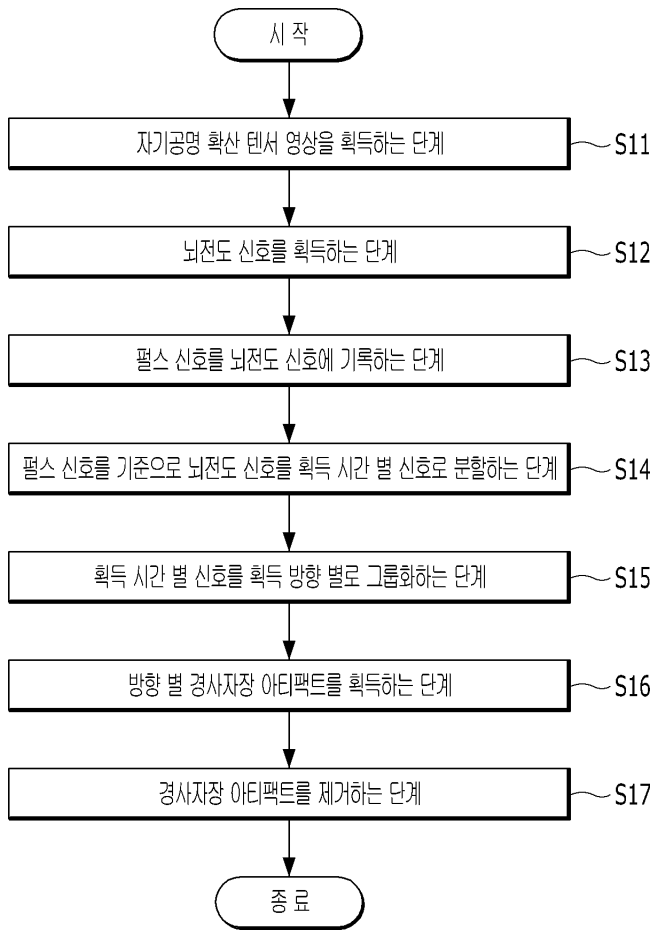 시 작
자기공명 확산 텐서 영상을 획득하는 단계 S11
뇌전도 신호를 획득하는 단계 S12
펄스 신호를 뇌전도 신호에 기록하는 단계 S13
펄스 신호를 기준으로 뇌전도 신호를 획득 시간 별 신호로 분할하는 단계 S14
획득 시간 별 신호를 획득 방향 별로 그룹화하는 단계 S15
방향 별 경사자장 아티팩트를 획득하는 단계 S16
경사자장 아티팩트를 제거하는 단계 S17
종 료